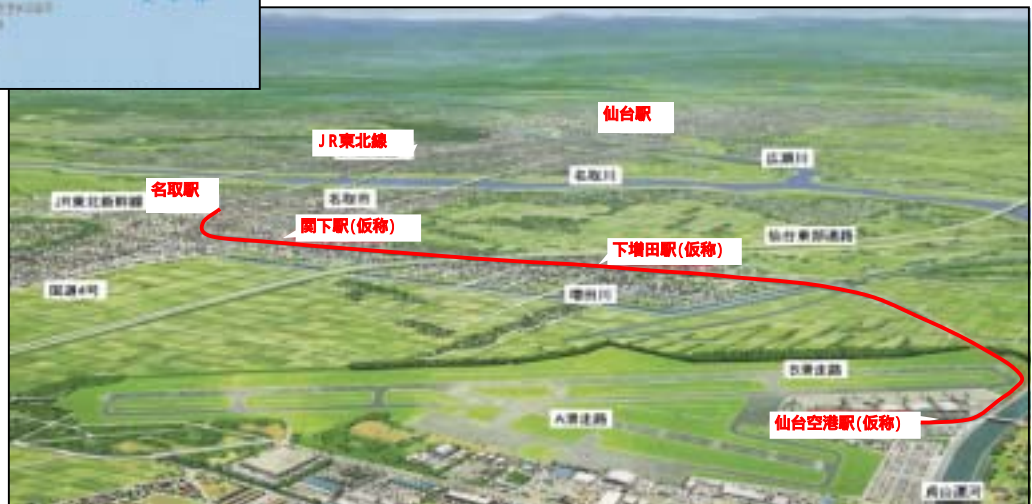 仙台駅
JR東北線
広瀬川
名取川
名取駅
JR東北新幹線
名取市
関下駅(仮称)
仙台東部道路
下増田駅(仮称)
国道4号
増田川
B滑走路
A滑走路
仙台空港駅(仮称)
貞山運河